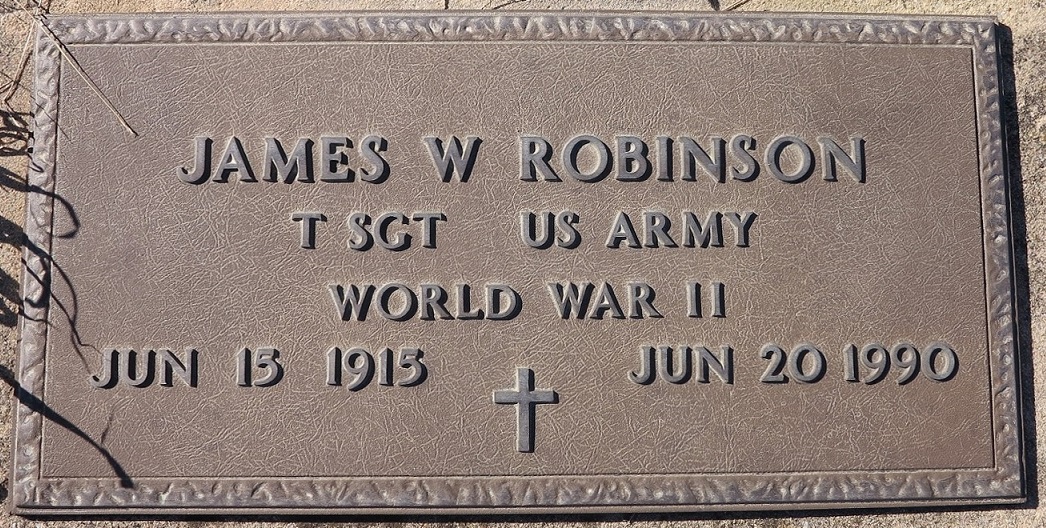 JAMES W ROBINSON
T SGT US ARMY
WORLD WAR II
JUN 15 1915 JUN 20 1990